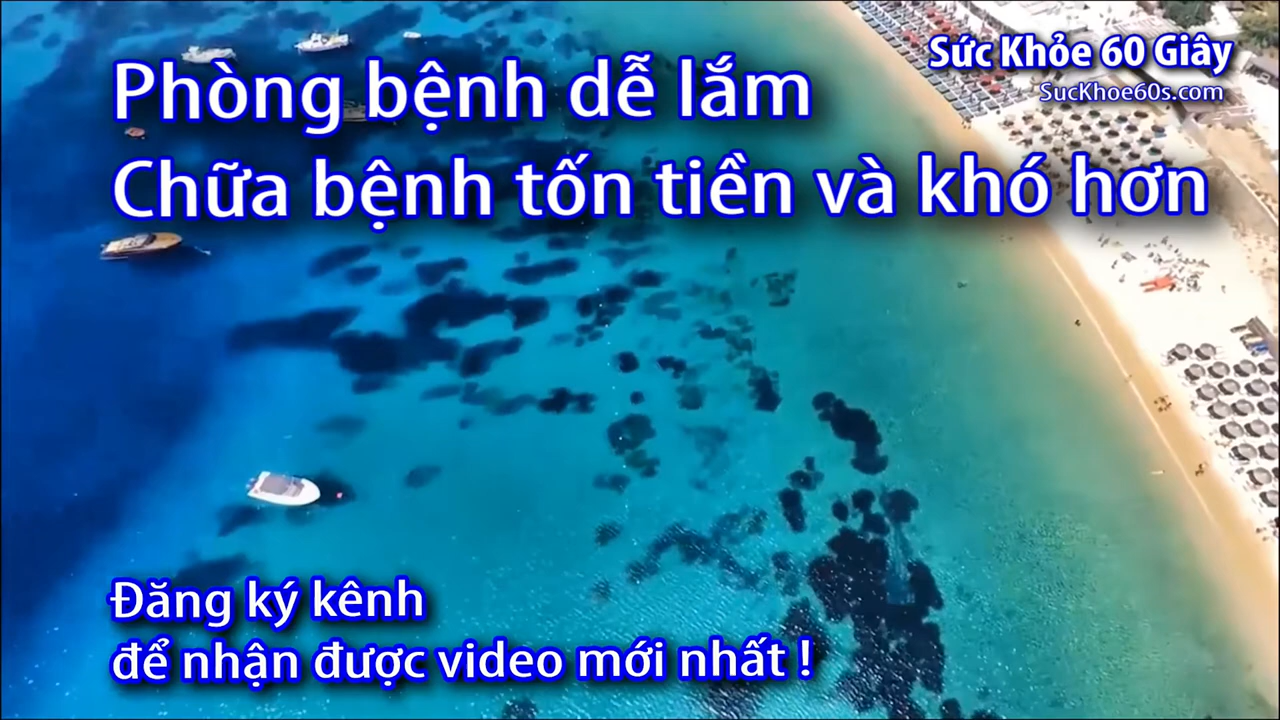 Sức Khỏe 60 Giây
SucKhoe60s.com
Phòng bệnh dễ lắm
Chữa bệnh tốn tiền và khó hơn
Đăng ký kênh
để nhận được video mới nhất !